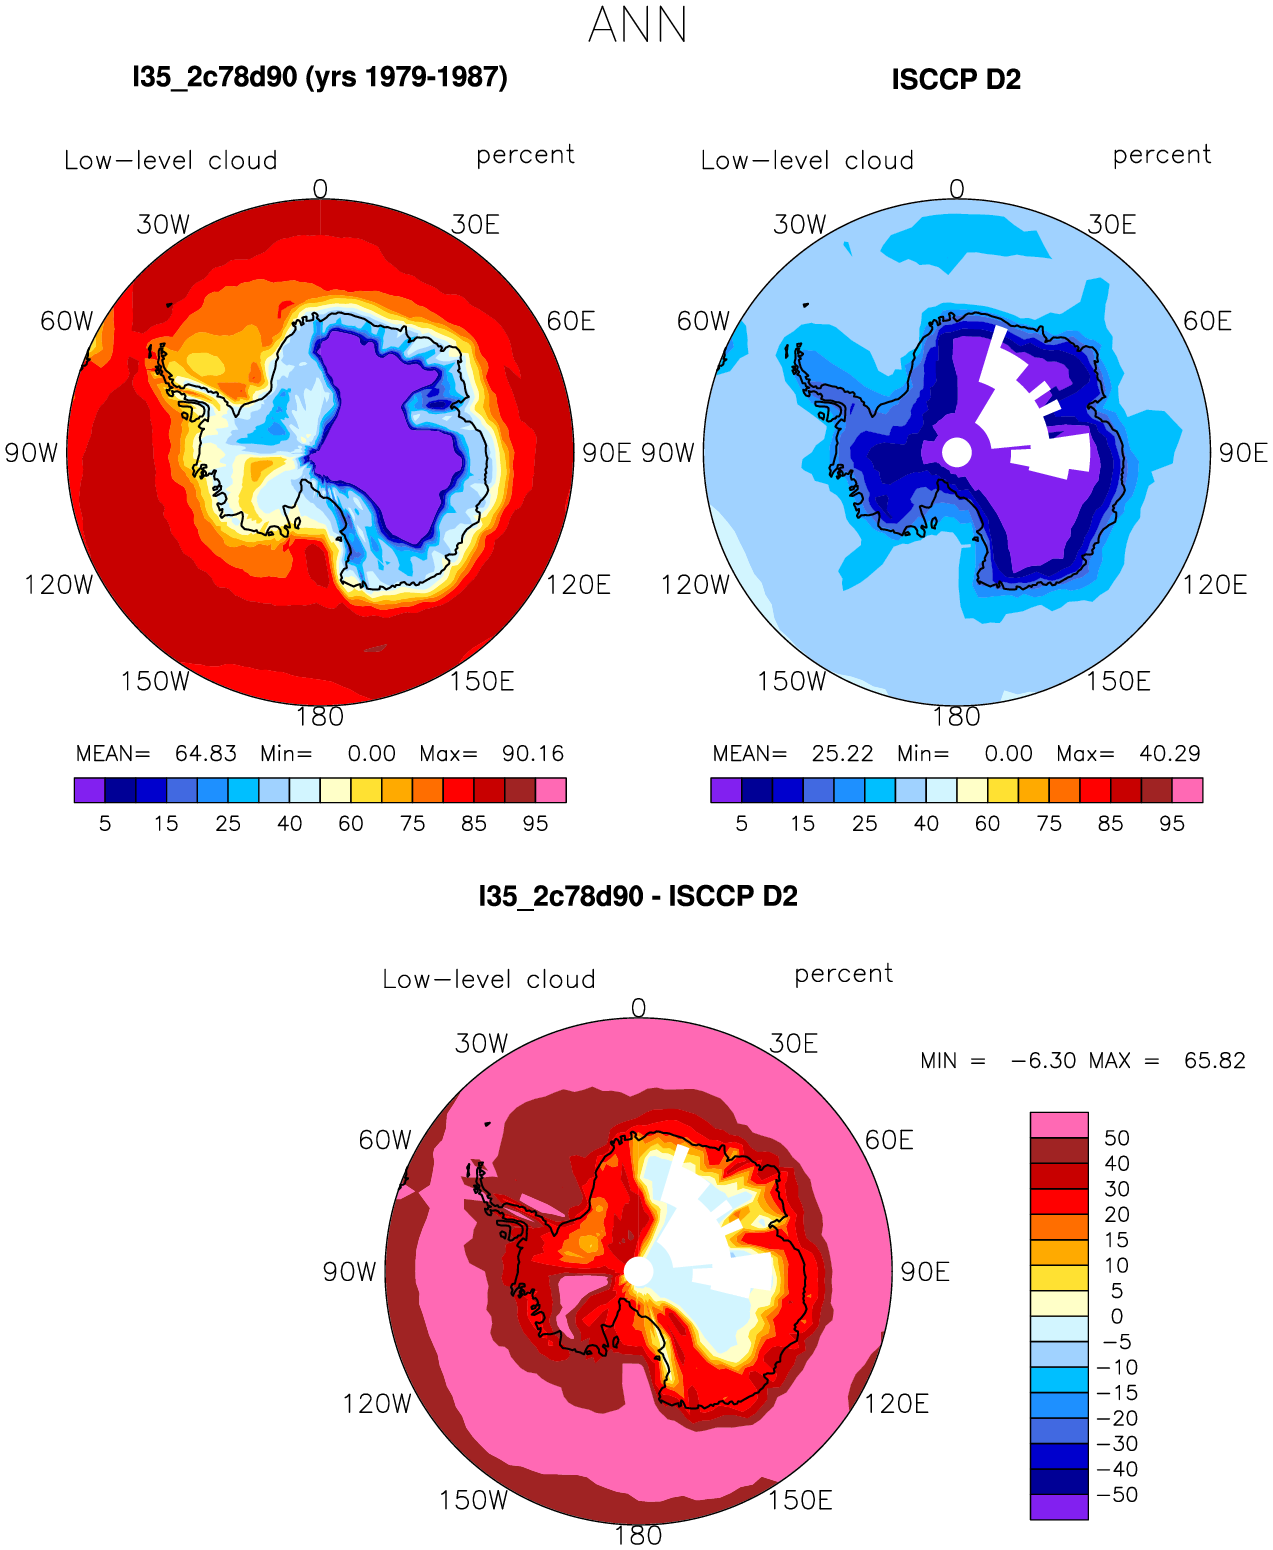 ANN
I35_2c78d90 (yrs 1979-1987)
ISCCP D2
Low-level cloud percent
Low-level cloud percent
0
30W 30E
60W 60E
90W 90E
120W 120E
150W 150E
180
0
30W 30E
60W 60E
90W 90E
120W 120E
150W 150E
180
MEAN= 64.83 Min= 0.00 Max= 90.16
5 15 25 40 60 75 85 95
MEAN= 25.22 Min= 0.00 Max= 40.29
5 15 25 40 60 75 85 95
I35_2c78d90 - ISCCP D2
Low-level cloud percent
0
30W 30E
60W 60E
90W 90E
120W 120E
150W 150E
180
MIN = -6.30 MAX = 65.82
50
40
30
20
15
10
5
0
-5
-10
-15
-20
-30
-40
-50